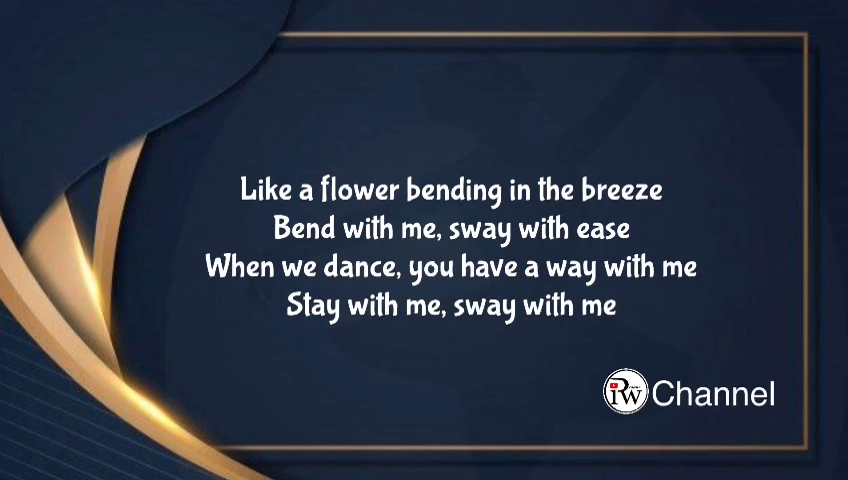 Like a flower bending in the breeze
Bend with me, sway with ease
When we dance, you have a way with me
Stay with me, sway with me
PiW Channel